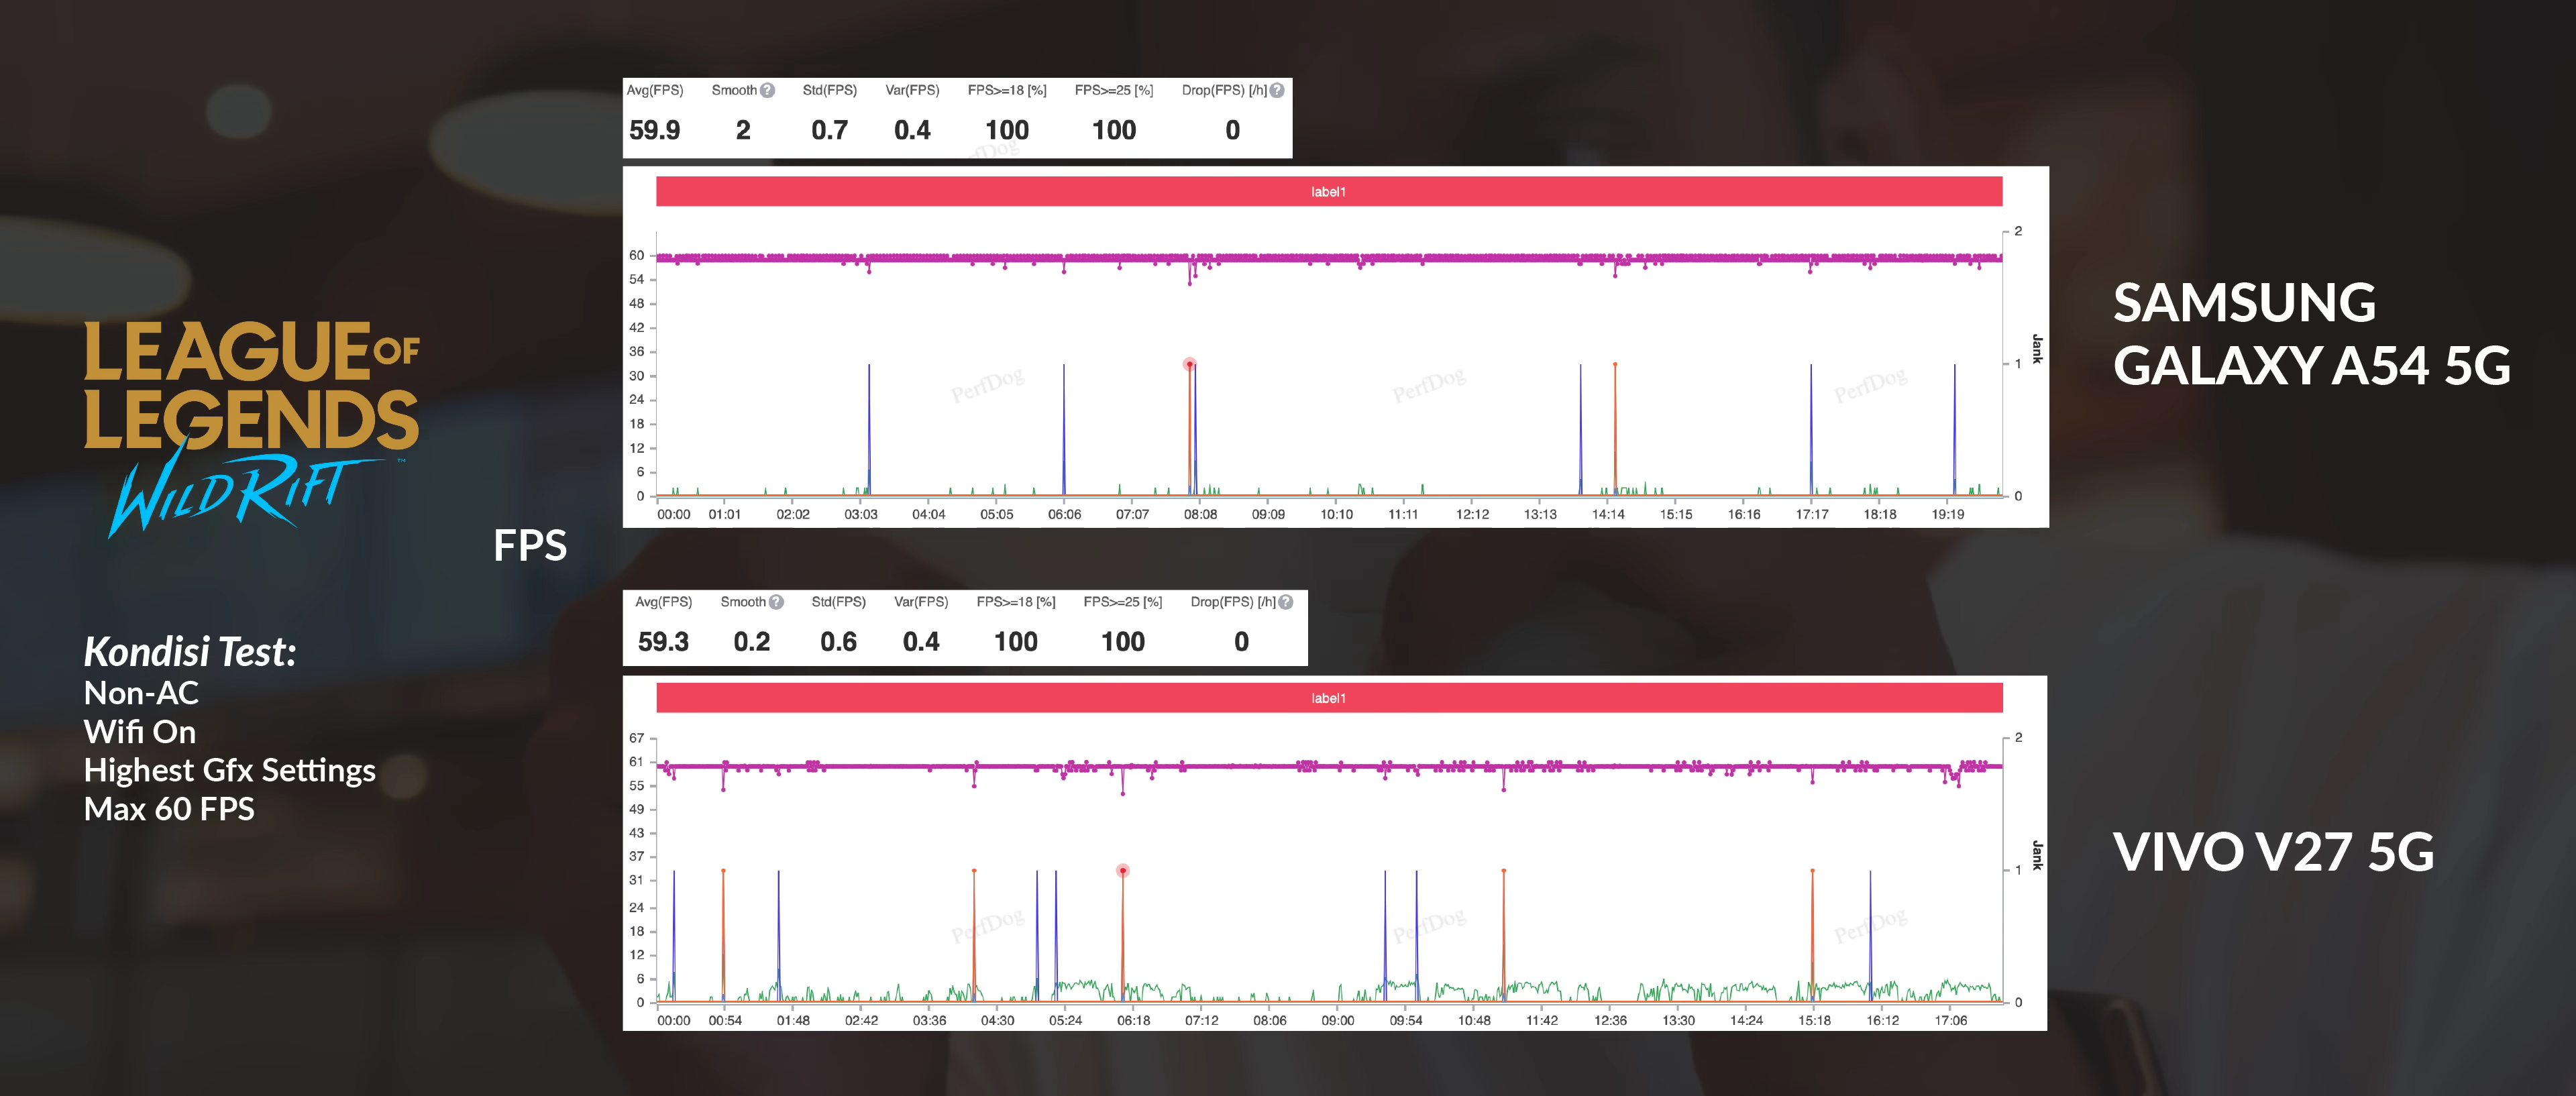 LEAGUE OF
LEGENDS
WILD RIFT™
FPS
Kondisi Test:
Non-AC
Wifi On
Highest Gfx Settings
Max 60 FPS
Avg(FPS) Smooth ? Std(FPS) Var(FPS) FPS>=18 [%] FPS>=25 [%] Drop(FPS) [/h] ?
59.9 2 0.7 0.4 100 100 0
PerfDog
label1
60
54
48
42
36
30
24
18
12
6
0
2
1
0
Jank
PerfDog PerfDog PerfDog
00:00 01:01 02:02 03:03 04:04 05:05 06:06 07:07 08:08 09:09 10:10 11:11 12:12 13:13 14:14 15:15 16:16 17:17 18:18 19:19
SAMSUNG
GALAXY A54 5G
Avg(FPS) Smooth ? Std(FPS) Var(FPS) FPS>=18 [%] FPS>=25 [%] Drop(FPS) [/h] ?
59.3 0.2 0.6 0.4 100 100 0
label1
67
61
55
49
43
37
31
24
18
12
6
0
2
1
0
Jank
PerfDog PerfDog PerfDog
00:00 00:54 01:48 02:42 03:36 04:30 05:24 06:18 07:12 08:06 09:00 09:54 10:48 11:42 12:36 13:30 14:24 15:18 16:12 17:06
VIVO V27 5G